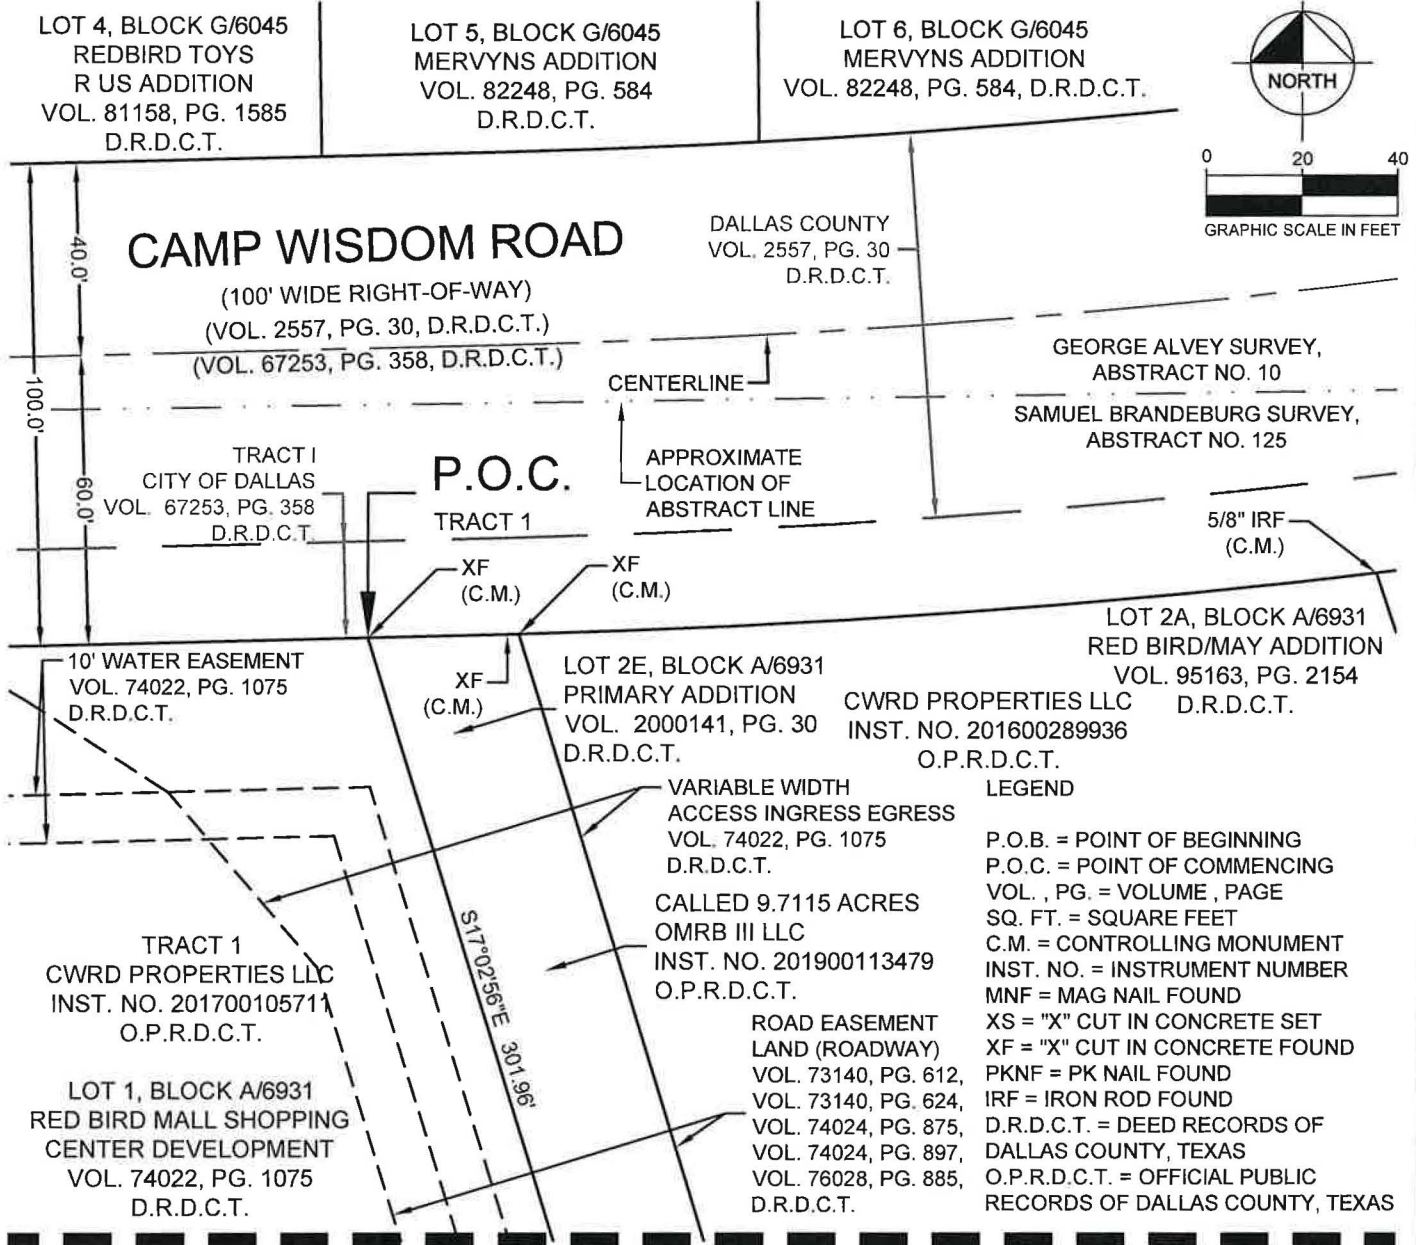 LOT 4, BLOCK G/6045
REDBIRD TOYS
R US ADDITION
VOL. 81158, PG. 1585
D.R.D.C.T.
LOT 5, BLOCK G/6045
MERVYNS ADDITION
VOL. 82248, PG. 584
D.R.D.C.T.
LOT 6, BLOCK G/6045
MERVYNS ADDITION
VOL. 82248, PG. 584, D.R.D.C.T.
NORTH
0 20 40
GRAPHIC SCALE IN FEET
40.0'
100.0'
60.0'
CAMP WISDOM ROAD
(100' WIDE RIGHT-OF-WAY)
(VOL. 2557, PG. 30, D.R.D.C.T.)
(VOL. 67253, PG. 358, D.R.D.C.T.)
DALLAS COUNTY
VOL. 2557, PG. 30
D.R.D.C.T.
CENTERLINE
GEORGE ALVEY SURVEY,
ABSTRACT NO. 10
SAMUEL BRANDEBURG SURVEY,
ABSTRACT NO. 125
TRACT I
CITY OF DALLAS
VOL. 67253, PG. 358
D.R.D.C.T.
P.O.C.
TRACT 1
APPROXIMATE
LOCATION OF
ABSTRACT LINE
5/8" IRF
(C.M.)
XF
(C.M.)
XF
(C.M.)
XF
(C.M.)
10' WATER EASEMENT
VOL. 74022, PG. 1075
D.R.D.C.T.
LOT 2E, BLOCK A/6931
PRIMARY ADDITION
VOL. 2000141, PG. 30
D.R.D.C.T.
LOT 2A, BLOCK A/6931
RED BIRD/MAY ADDITION
VOL. 95163, PG. 2154
D.R.D.C.T.
CWRD PROPERTIES LLC
INST. NO. 201600289936
O.P.R.D.C.T.
VARIABLE WIDTH
ACCESS INGRESS EGRESS
VOL. 74022, PG. 1075
D.R.D.C.T.
CALLED 9.7115 ACRES
OMRB III LLC
INST. NO. 201900113479
O.P.R.D.C.T.
S17°02'56"E 301.96'
TRACT 1
CWRD PROPERTIES LLC
INST. NO. 201700105711
O.P.R.D.C.T.
LOT 1, BLOCK A/6931
RED BIRD MALL SHOPPING
CENTER DEVELOPMENT
VOL. 74022, PG. 1075
D.R.D.C.T.
ROAD EASEMENT
LAND (ROADWAY)
VOL. 73140, PG. 612,
VOL. 73140, PG. 624,
VOL. 74024, PG. 875,
VOL. 74024, PG. 897,
VOL. 76028, PG. 885,
D.R.D.C.T.
LEGEND
P.O.B. = POINT OF BEGINNING
P.O.C. = POINT OF COMMENCING
VOL. , PG. = VOLUME , PAGE
SQ. FT. = SQUARE FEET
C.M. = CONTROLLING MONUMENT
INST. NO. = INSTRUMENT NUMBER
MNF = MAG NAIL FOUND
XS = "X" CUT IN CONCRETE SET
XF = "X" CUT IN CONCRETE FOUND
PKNF = PK NAIL FOUND
IRF = IRON ROD FOUND
D.R.D.C.T. = DEED RECORDS OF
DALLAS COUNTY, TEXAS
O.P.R.D.C.T. = OFFICIAL PUBLIC
RECORDS OF DALLAS COUNTY, TEXAS